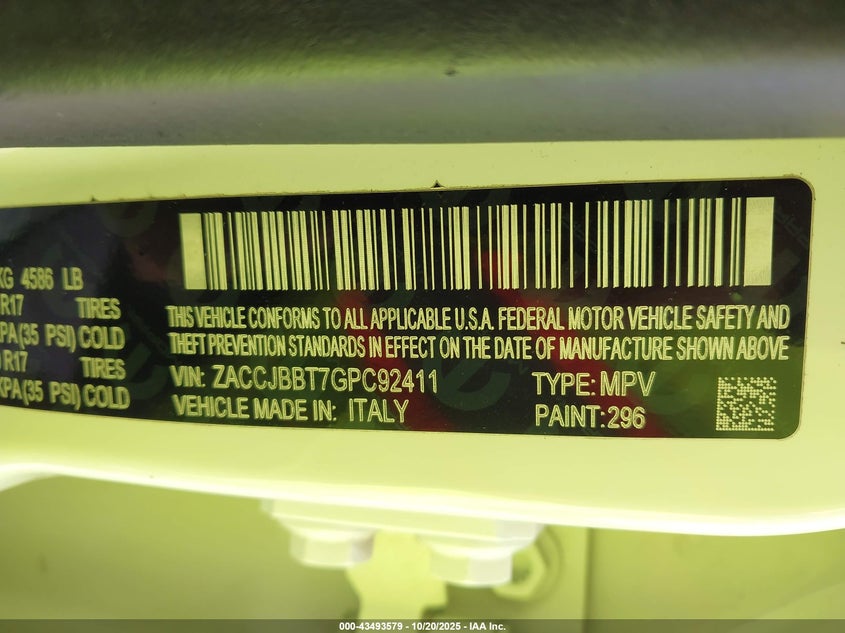 KG 4586 LB
R17 TIRES
KPA(35 PSI) COLD
R17 TIRES
KPA(35 PSI) COLD
THIS VEHICLE CONFORMS TO ALL APPLICABLE U.S.A. FEDERAL MOTOR VEHICLE SAFETY AND
THEFT PREVENTION STANDARDS IN EFFECT ON THE DATE OF MANUFACTURE SHOWN ABOVE
VIN: ZACCJBBT7GPC92411 TYPE: MPV
VEHICLE MADE IN: ITALY PAINT: 296
000-43493579 | 10/20/2025 | © IAA Inc.